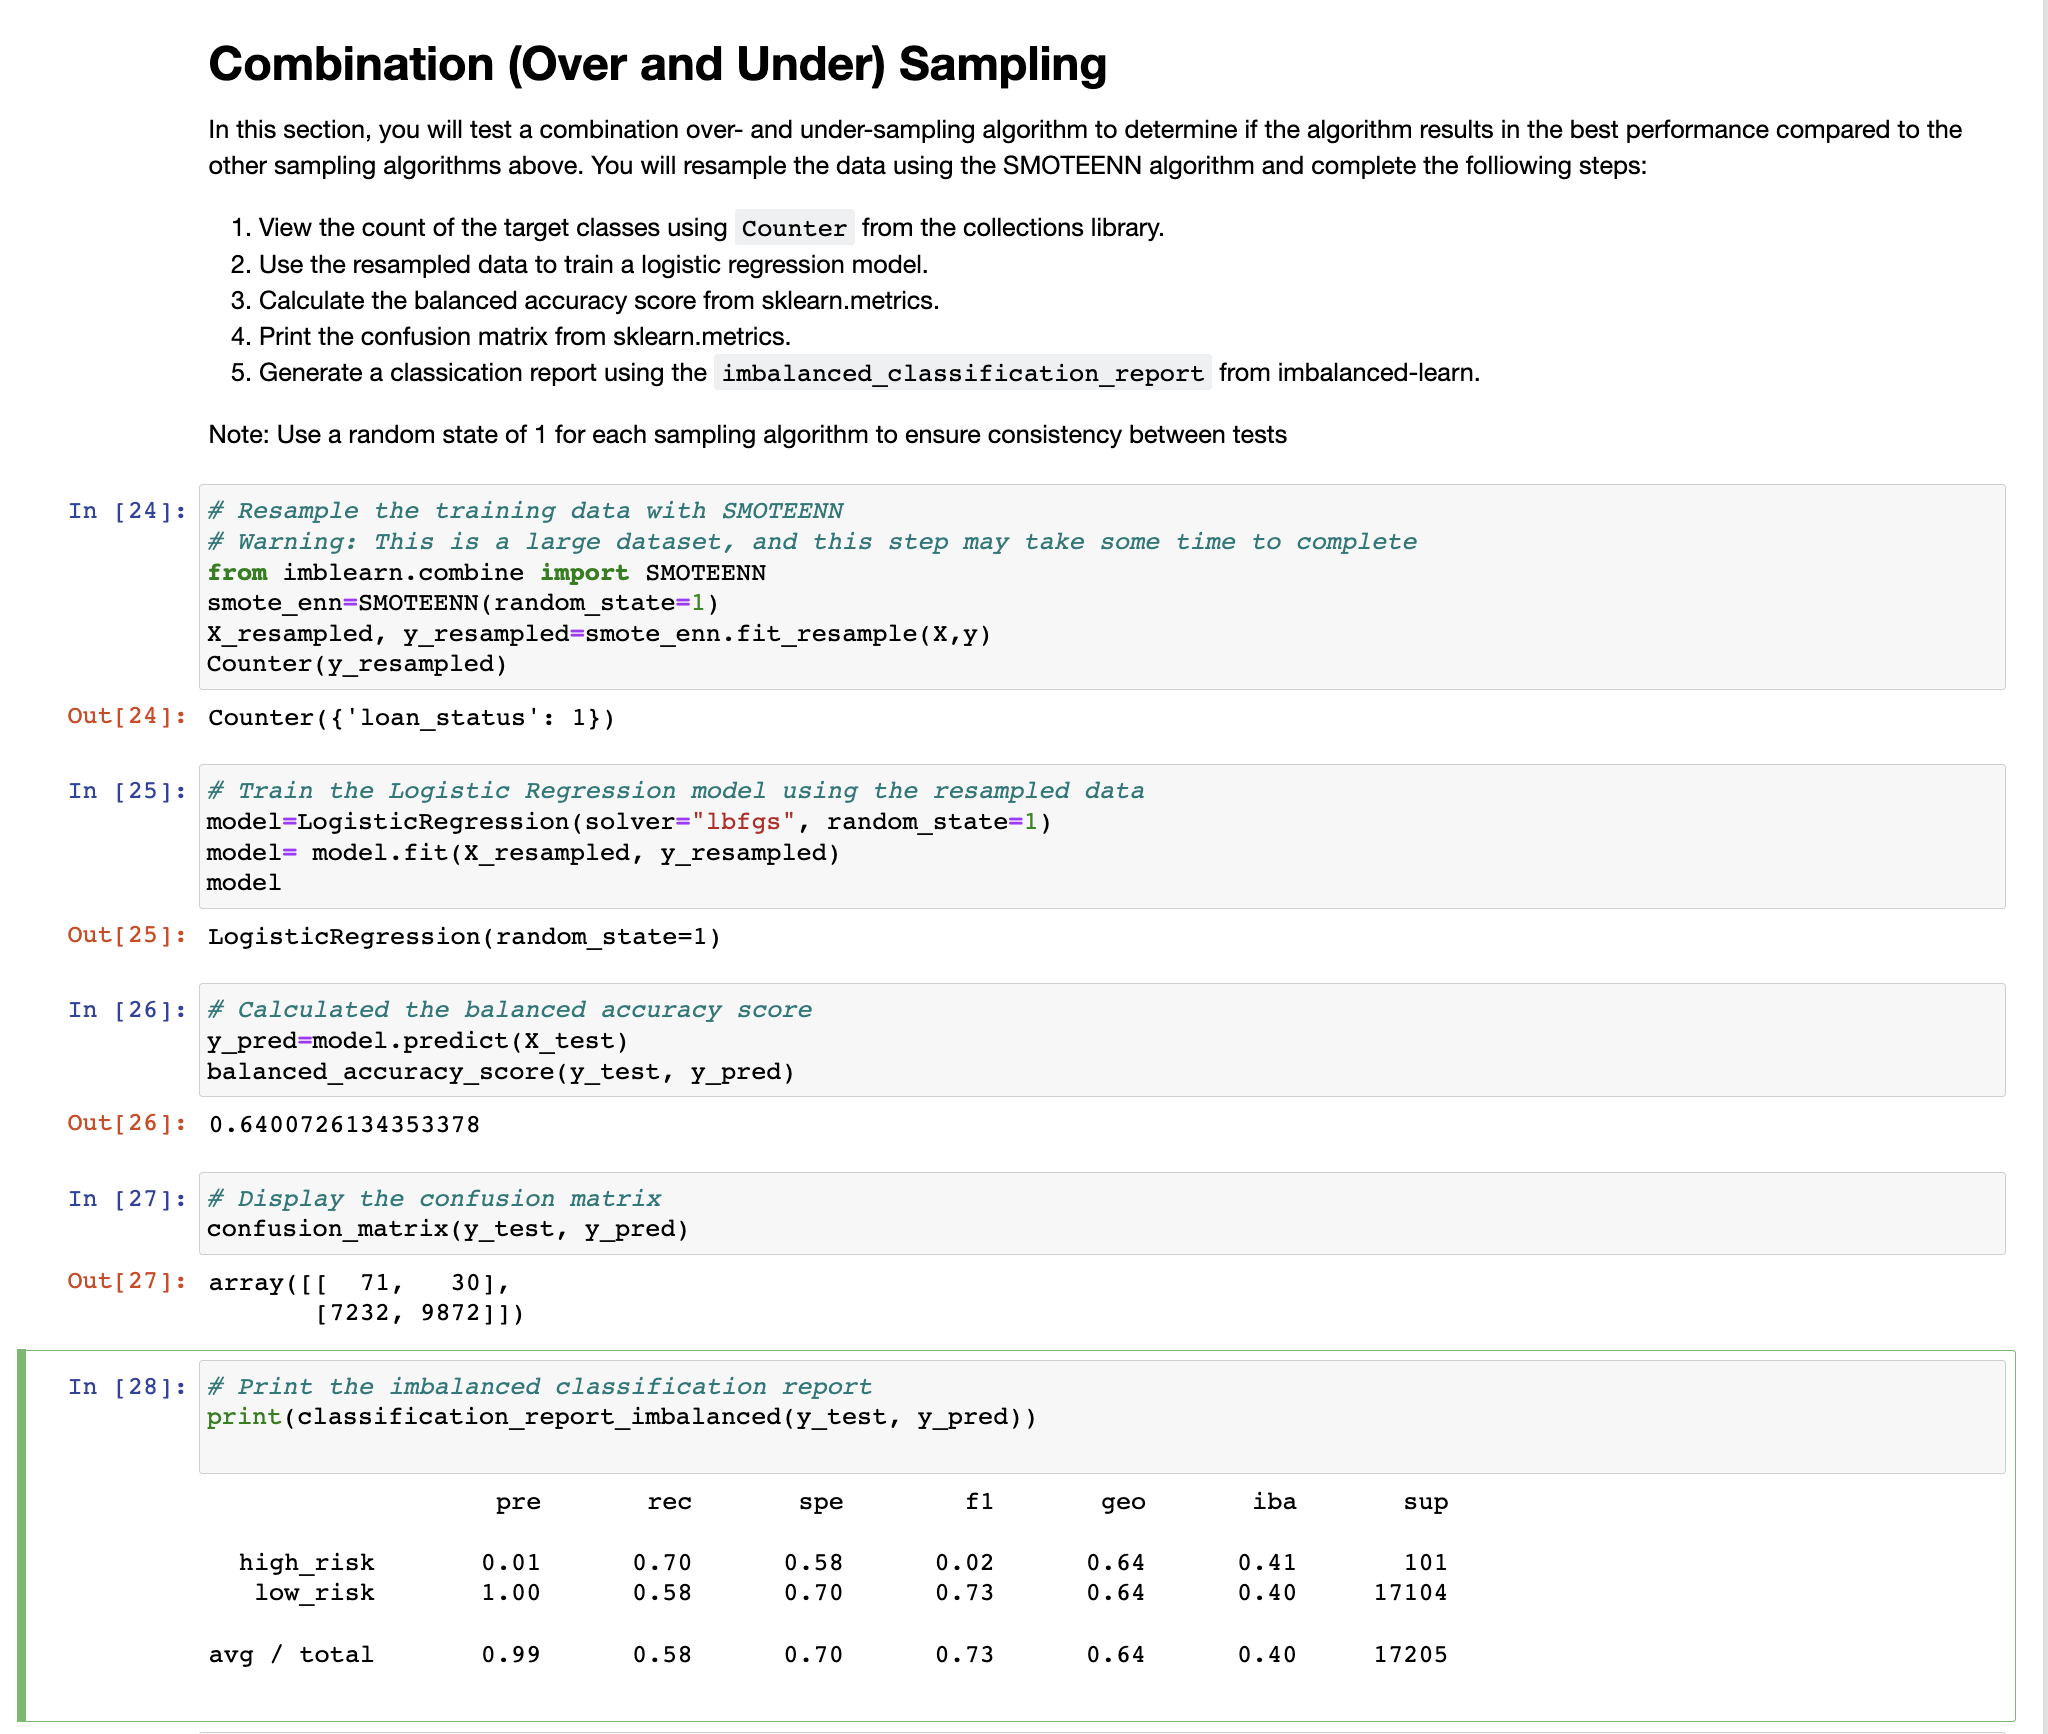 Combination (Over and Under) Sampling
In this section, you will test a combination over- and under-sampling algorithm to determine if the algorithm results in the best performance compared to the
other sampling algorithms above. You will resample the data using the SMOTEENN algorithm and complete the folliowing steps:
1. View the count of the target classes using Counter from the collections library.
2. Use the resampled data to train a logistic regression model.
3. Calculate the balanced accuracy score from sklearn.metrics.
4. Print the confusion matrix from sklearn.metrics.
5. Generate a classication report using the imbalanced_classification_report from imbalanced-learn.
Note: Use a random state of 1 for each sampling algorithm to ensure consistency between tests
In [24]: # Resample the training data with SMOTEENN
# Warning: This is a large dataset, and this step may take some time to complete
from imblearn.combine import SMOTEENN
smote_enn=SMOTEENN(random_state=1)
X_resampled, y_resampled=smote_enn.fit_resample(X,y)
Counter(y_resampled)
Out[24]: Counter({'loan_status': 1})
In [25]: # Train the Logistic Regression model using the resampled data
model=LogisticRegression(solver="lbfgs", random_state=1)
model= model.fit(X_resampled, y_resampled)
model
Out[25]: LogisticRegression(random_state=1)
In [26]: # Calculated the balanced accuracy score
y_pred=model.predict(X_test)
balanced_accuracy_score(y_test, y_pred)
Out[26]: 0.6400726134353378
In [27]: # Display the confusion matrix
confusion_matrix(y_test, y_pred)
Out[27]: array([[  71,   30],
[7232, 9872]])
In [28]: # Print the imbalanced classification report
print(classification_report_imbalanced(y_test, y_pred))
pre rec spe f1 geo iba sup
high_risk 0.01 0.70 0.58 0.02 0.64 0.41 101
low_risk 1.00 0.58 0.70 0.73 0.64 0.40 17104
avg / total 0.99 0.58 0.70 0.73 0.64 0.40 17205